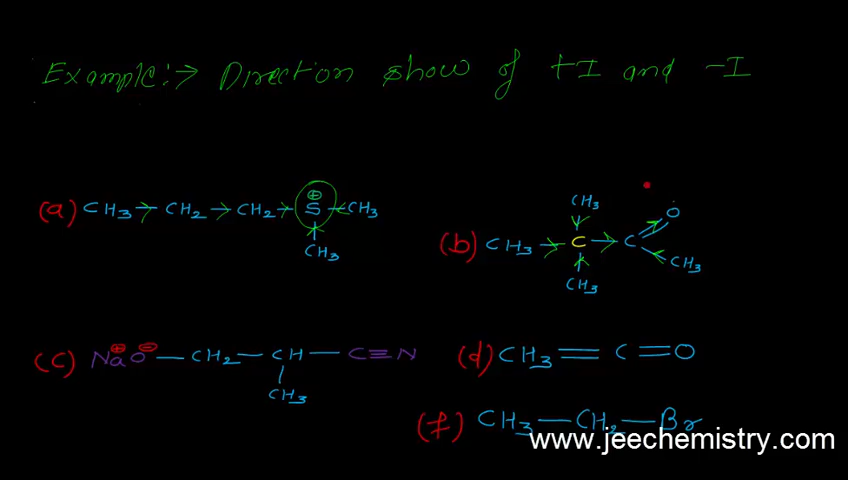 Example:→ Direction show of +I and -I
(a) CH3 — CH2 — CH2 — S⊕ — CH3
CH3
CH3
(b) CH3 — C — C = O
CH3
CH3
(C) Na⊕ O⊖ — CH2 — CH — C≡N
CH3
(d) CH3 = C = O
(f) CH3 — CH2 — Br
www.jeechemistry.com